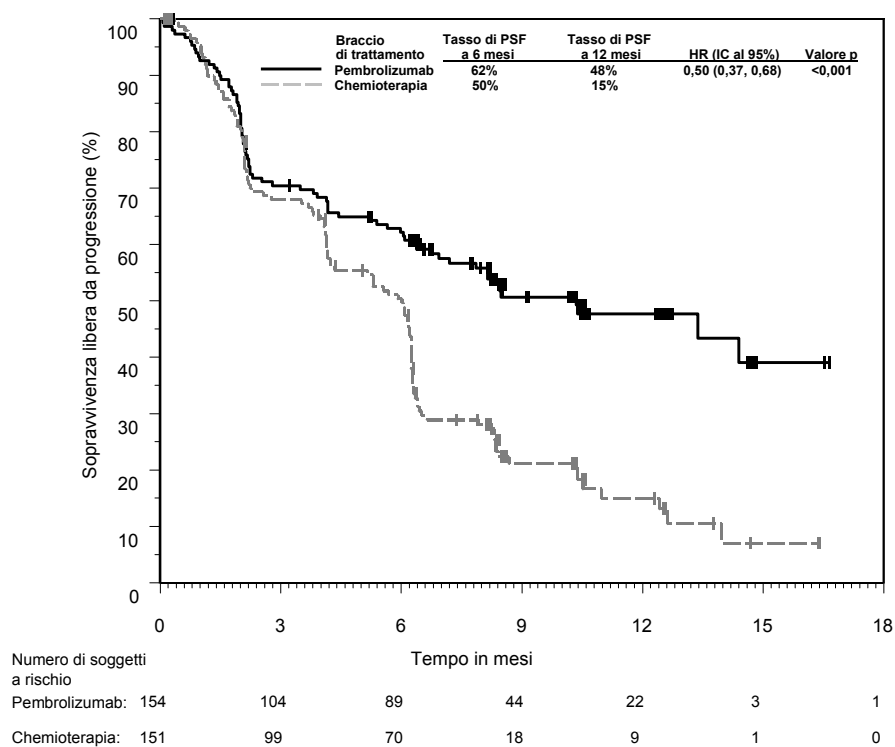 Braccio di trattamento Tasso di PSF a 6 mesi Tasso di PSF a 12 mesi HR (IC al 95%) Valore p
Pembrolizumab 62% 48% 0,50 (0,37, 0,68) <0,001
Chemioterapia 50% 15%
Sopravvivenza libera da progressione (%)
100
90
80
70
60
50
40
30
20
10
0
0 3 6 9 12 15 18
Tempo in mesi
Numero di soggetti
a rischio
Pembrolizumab: 154 104 89 44 22 3 1
Chemioterapia: 151 99 70 18 9 1 0